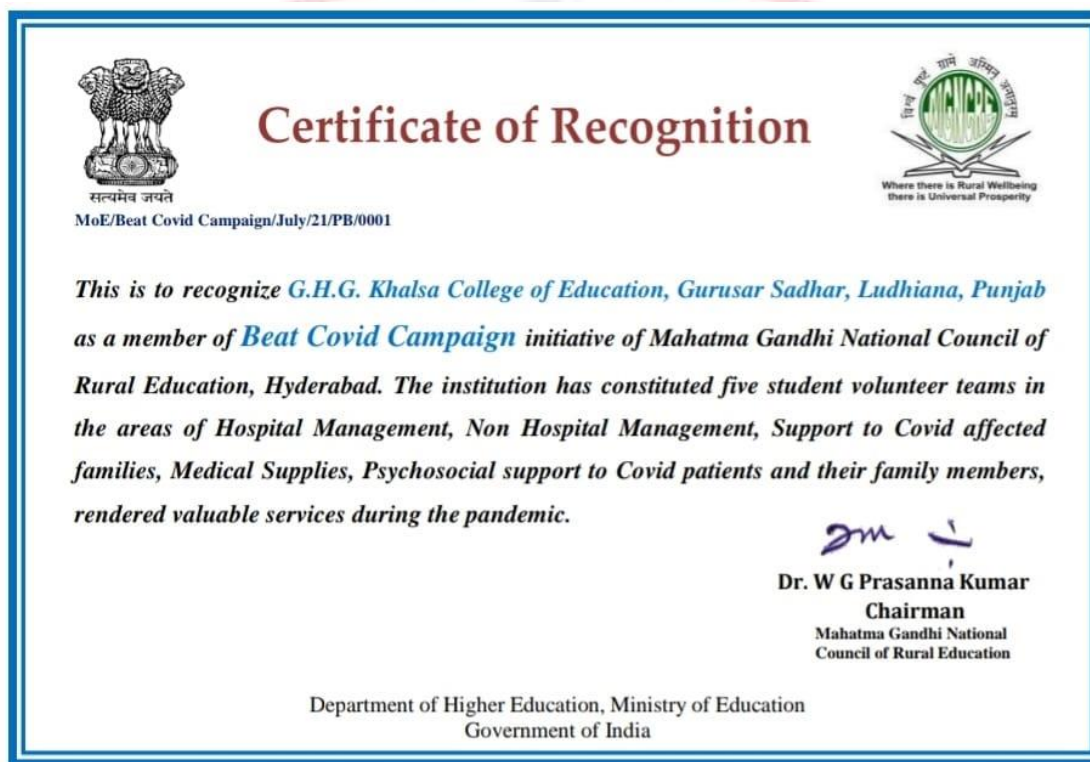 Certificate of Recognition
सत्यमेव जयते
विश्वं पुष्टं ग्रामे अस्मिन् अनातुरम्
Where there is Rural Wellbeing
there is Universal Prosperity
MoE/Beat Covid Campaign/July/21/PB/0001
This is to recognize G.H.G. Khalsa College of Education, Gurusar Sadhar, Ludhiana, Punjab
as a member of Beat Covid Campaign initiative of Mahatma Gandhi National Council of
Rural Education, Hyderabad. The institution has constituted five student volunteer teams in
the areas of Hospital Management, Non Hospital Management, Support to Covid affected
families, Medical Supplies, Psychosocial support to Covid patients and their family members,
rendered valuable services during the pandemic.
Dr. W G Prasanna Kumar
Chairman
Mahatma Gandhi National
Council of Rural Education
Department of Higher Education, Ministry of Education
Government of India